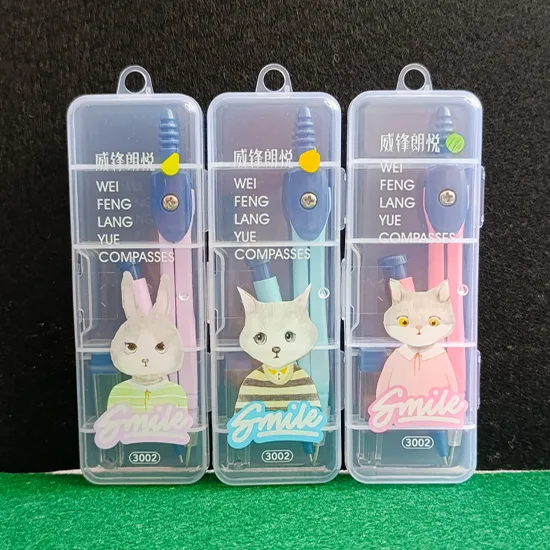 威锋朗悦
WEI
FENG
LANG
YUE
COMPASSES
Smile
3002
威锋朗悦
WEI
FENG
LANG
YUE
COMPASSES
Smile
3002
威锋朗悦
WEI
FENG
LANG
YUE
COMPASSES
Smile
3002